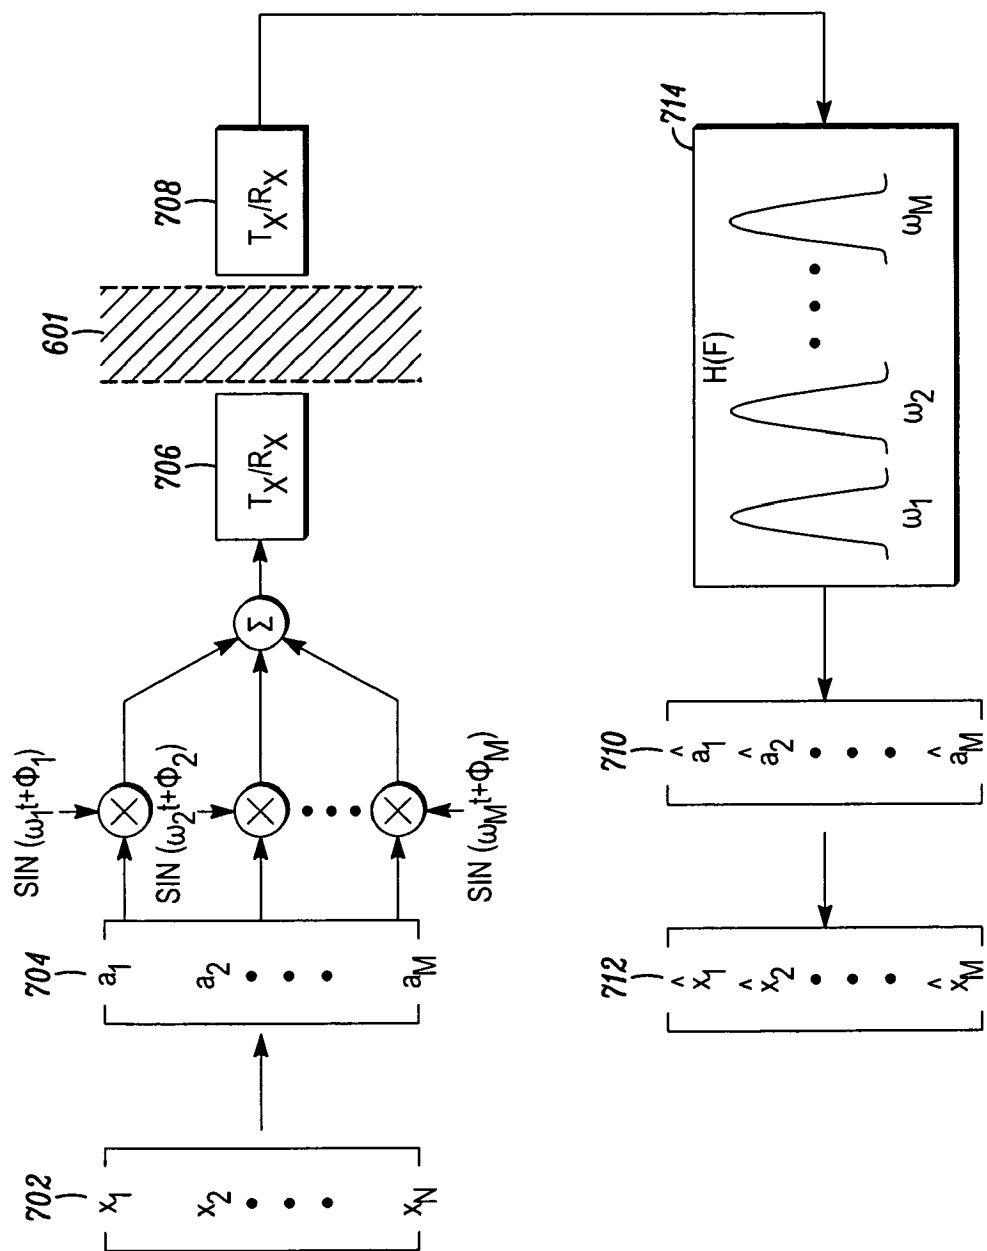 702
x1
x2
xN
704
a1
a2
aM
SIN (ω1t+Φ1)
SIN (ω2t+Φ2)
SIN (ωMt+ΦM)
Σ
706
TX/RX
601
708
TX/RX
714
H(F)
ω1
ω2
ωM
710
â1
â2
âM
712
x̂1
x̂2
x̂M